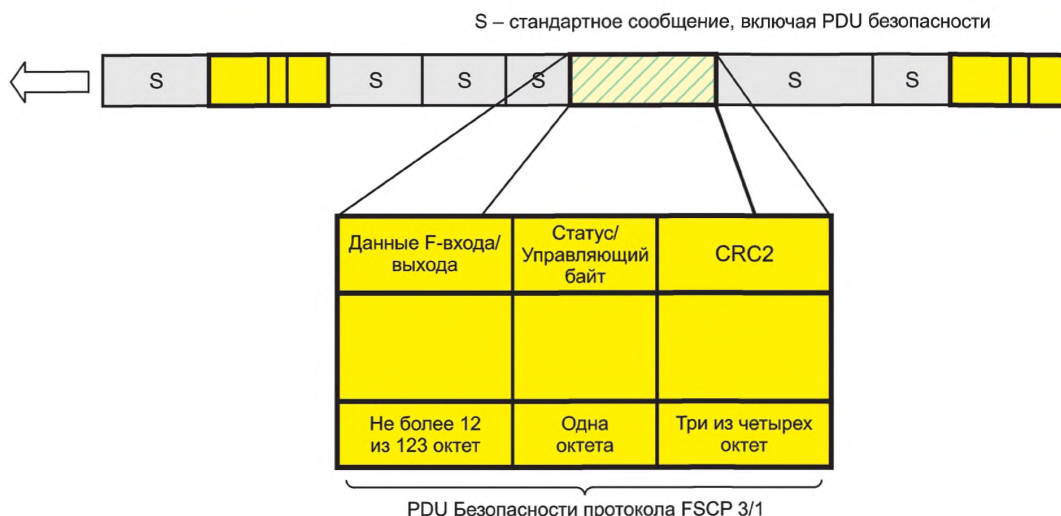 S – стандартное сообщение, включая PDU безопасности
S S S S S S
Данные F-входа/
выхода
Статус/
Управляющий
байт
CRC2
Не более 12
из 123 октет
Одна
октета
Три из четырех
октет
PDU Безопасности протокола FSCP 3/1